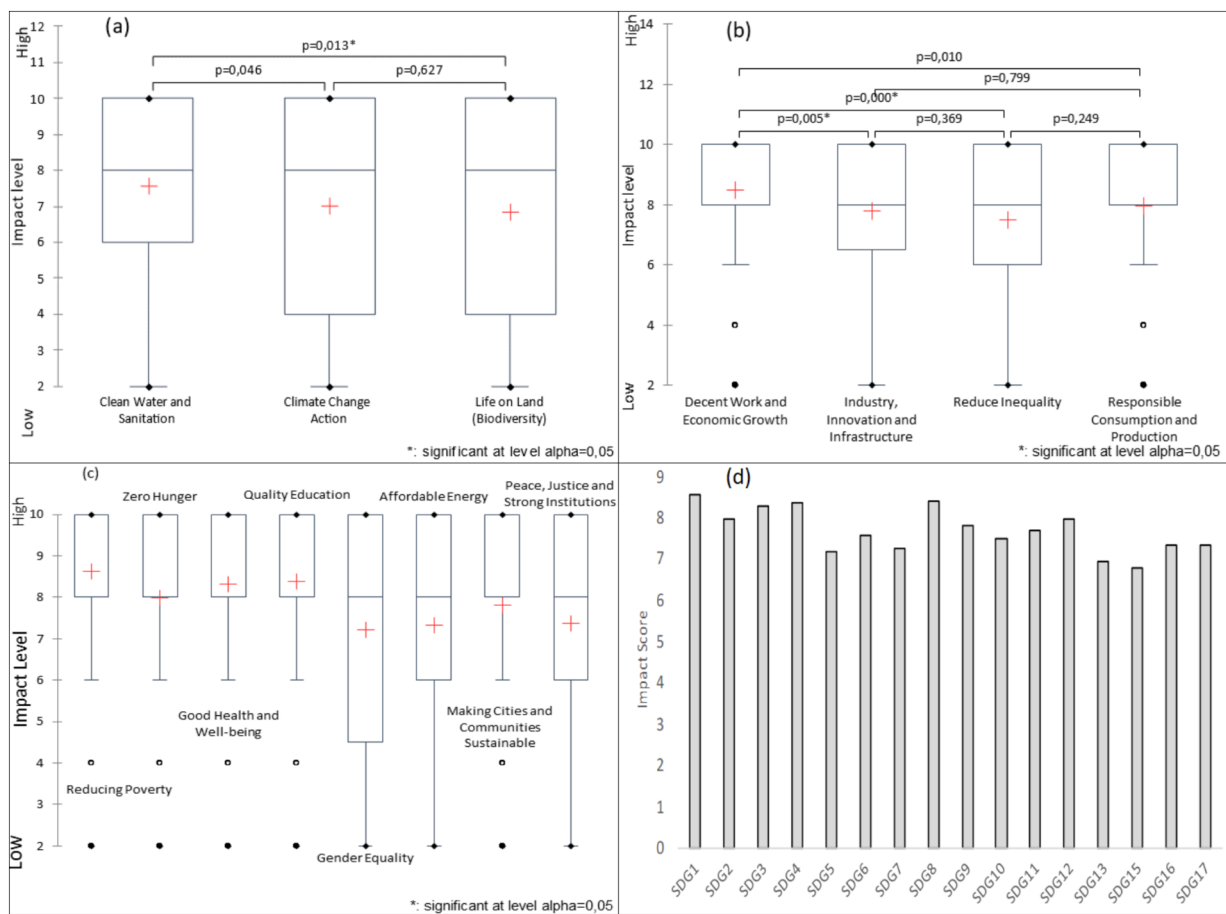 (a)
High
12
11
10
9
8
7
6
5
4
3
2
Impact level
Low
p=0,013*
p=0,046
p=0,627
Clean Water and
Sanitation
Climate Change
Action
Life on Land
(Biodiversity)
*: significant at level alpha=0,05
(b)
High
14
12
10
8
6
4
2
Impact level
Low
p=0,010
p=0,799
p=0,000*
p=0,005*
p=0,369
p=0,249
Decent Work and
Economic Growth
Industry,
Innovation and
Infrastructure
Reduce Inequality
Responsible
Consumption and
Production
*: significant at level alpha=0,05
(c)
High
10
9
8
7
6
5
4
3
2
Impact Level
Low
Zero Hunger
Quality Education
Affordable Energy
Peace, Justice and
Strong Institutions
Good Health and
Well-being
Making Cities and
Communities
Sustainable
Reducing Poverty
Gender Equality
*: significant at level alpha=0,05
(d)
9
8
7
6
5
4
3
2
1
0
Impact Score
SDG1
SDG2
SDG3
SDG4
SDG5
SDG6
SDG7
SDG8
SDG9
SDG10
SDG11
SDG12
SDG13
SDG15
SDG16
SDG17